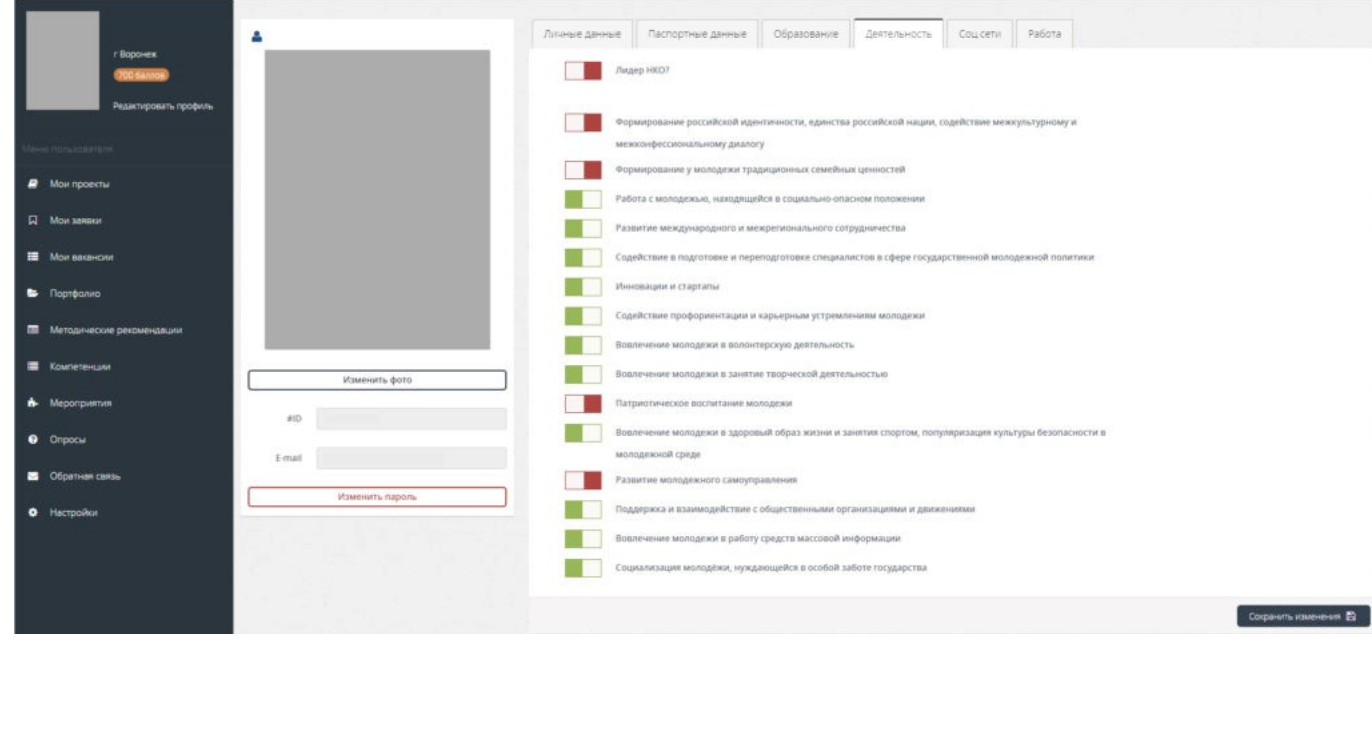 г Воронеж
700 баллов
Редактировать профиль
Меню пользователя
Мои проекты
Мои заявки
Мои вакансии
Портфолио
Методические рекомендации
Компетенции
Мероприятия
Опросы
Обратная связь
Настройки
Изменить фото
#ID
E-mail
Изменить пароль
Личные данные
Паспортные данные
Образование
Деятельность
Соц.сети
Работа
Лидер НКО?
Формирование российской идентичности, единства российской нации, содействие межкультурному и
межконфессиональному диалогу
Формирование у молодежи традиционных семейных ценностей
Работа с молодежью, находящейся в социально-опасном положении
Развитие международного и межрегионального сотрудничества
Содействие в подготовке и переподготовке специалистов в сфере государственной молодежной политики
Инновации и стартапы
Содействие профориентации и карьерным устремлениям молодежи
Вовлечение молодежи в волонтерскую деятельность
Вовлечение молодежи в занятие творческой деятельностью
Патриотическое воспитание молодежи
Вовлечение молодежи в здоровый образ жизни и занятия спортом, популяризация культуры безопасности в
молодежной среде
Развитие молодежного самоуправления
Поддержка и взаимодействие с общественными организациями и движениями
Вовлечение молодежи в работу средств массовой информации
Социализация молодёжи, нуждающейся в особой заботе государства
Сохранить изменения